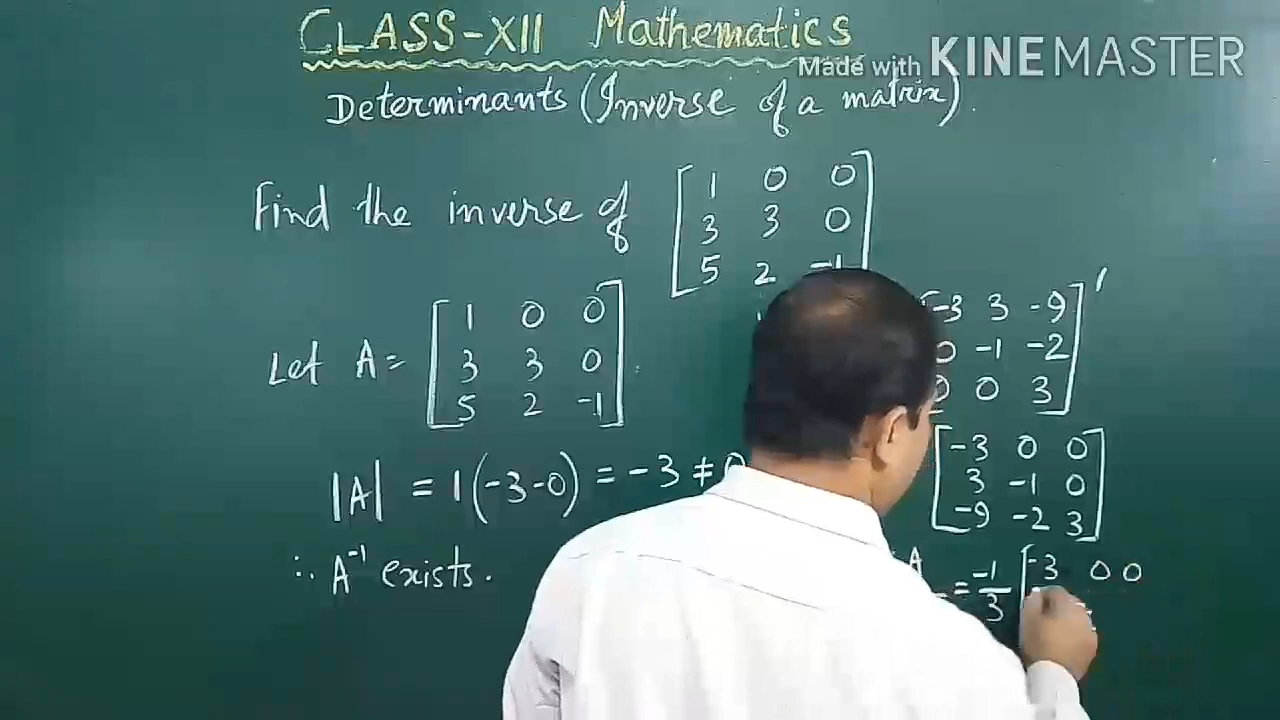 CLASS-XII Mathematics
Made with KINEMASTER
Determinants (Inverse of a matrix).
Find the inverse of
1 0 0
3 3 0
5 2 -1
Let A =
1 0 0
3 3 0
5 2 -1
-3 3 -9 ′
0 -1 -2
0 0 3
|A| = 1(-3-0) = -3 ≠ 0
-3 0 0
3 -1 0
-9 -2 3
∴ A⁻¹ exists.
A
= -1/3 [-3 0 0